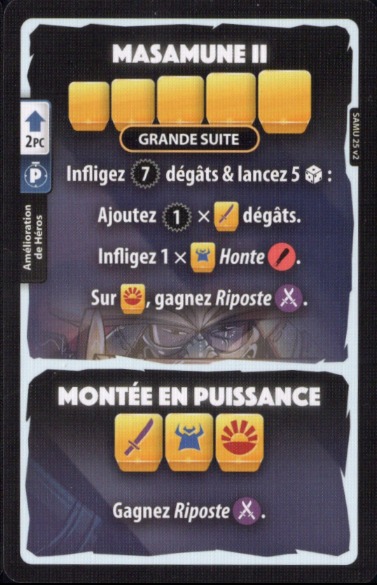 MASAMUNE II
GRANDE SUITE
2PC
P
Amélioration
de Héros
SAMU 25 v2
Infligez 7 dégâts & lancez 5 :
Ajoutez 1 × dégâts.
Infligez 1 × Honte .
Sur , gagnez Riposte .
MONTÉE EN PUISSANCE
Gagnez Riposte .